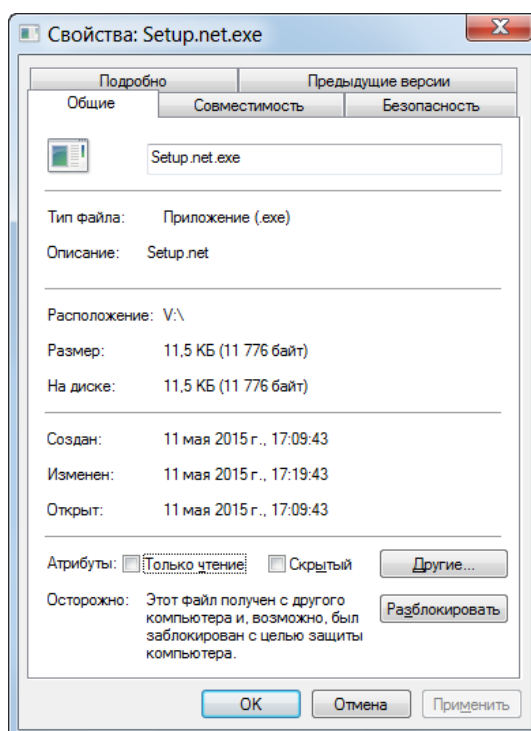 Свойства: Setup.net.exe
Подробно Предыдущие версии
Общие Совместимость Безопасность
Setup.net.exe
Тип файла: Приложение (.exe)
Описание: Setup.net
Расположение: V:\
Размер: 11,5 КБ (11 776 байт)
На диске: 11,5 КБ (11 776 байт)
Создан: 11 мая 2015 г., 17:09:43
Изменен: 11 мая 2015 г., 17:19:43
Открыт: 11 мая 2015 г., 17:09:43
Атрибуты: Только чтение Скрытый Другие...
Осторожно: Этот файл получен с другого
компьютера и, возможно, был
заблокирован с целью защиты
компьютера.
Разблокировать
OK Отмена Применить